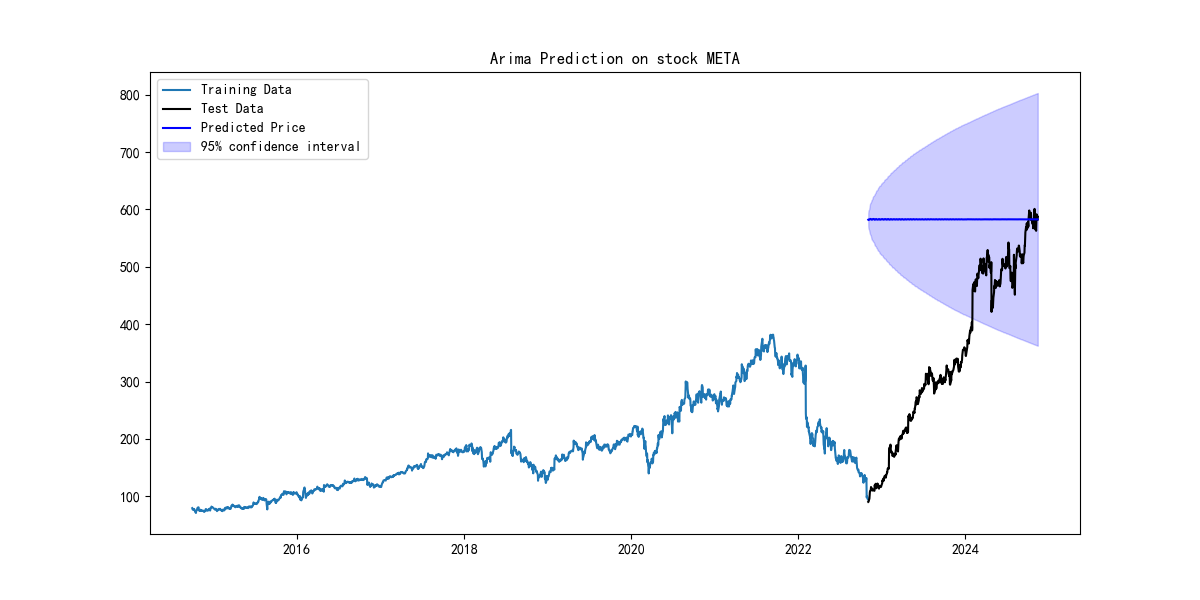 Arima Prediction on stock META
Training Data
Test Data
Predicted Price
95% confidence interval
800
700
600
500
400
300
200
100
2016
2018
2020
2022
2024